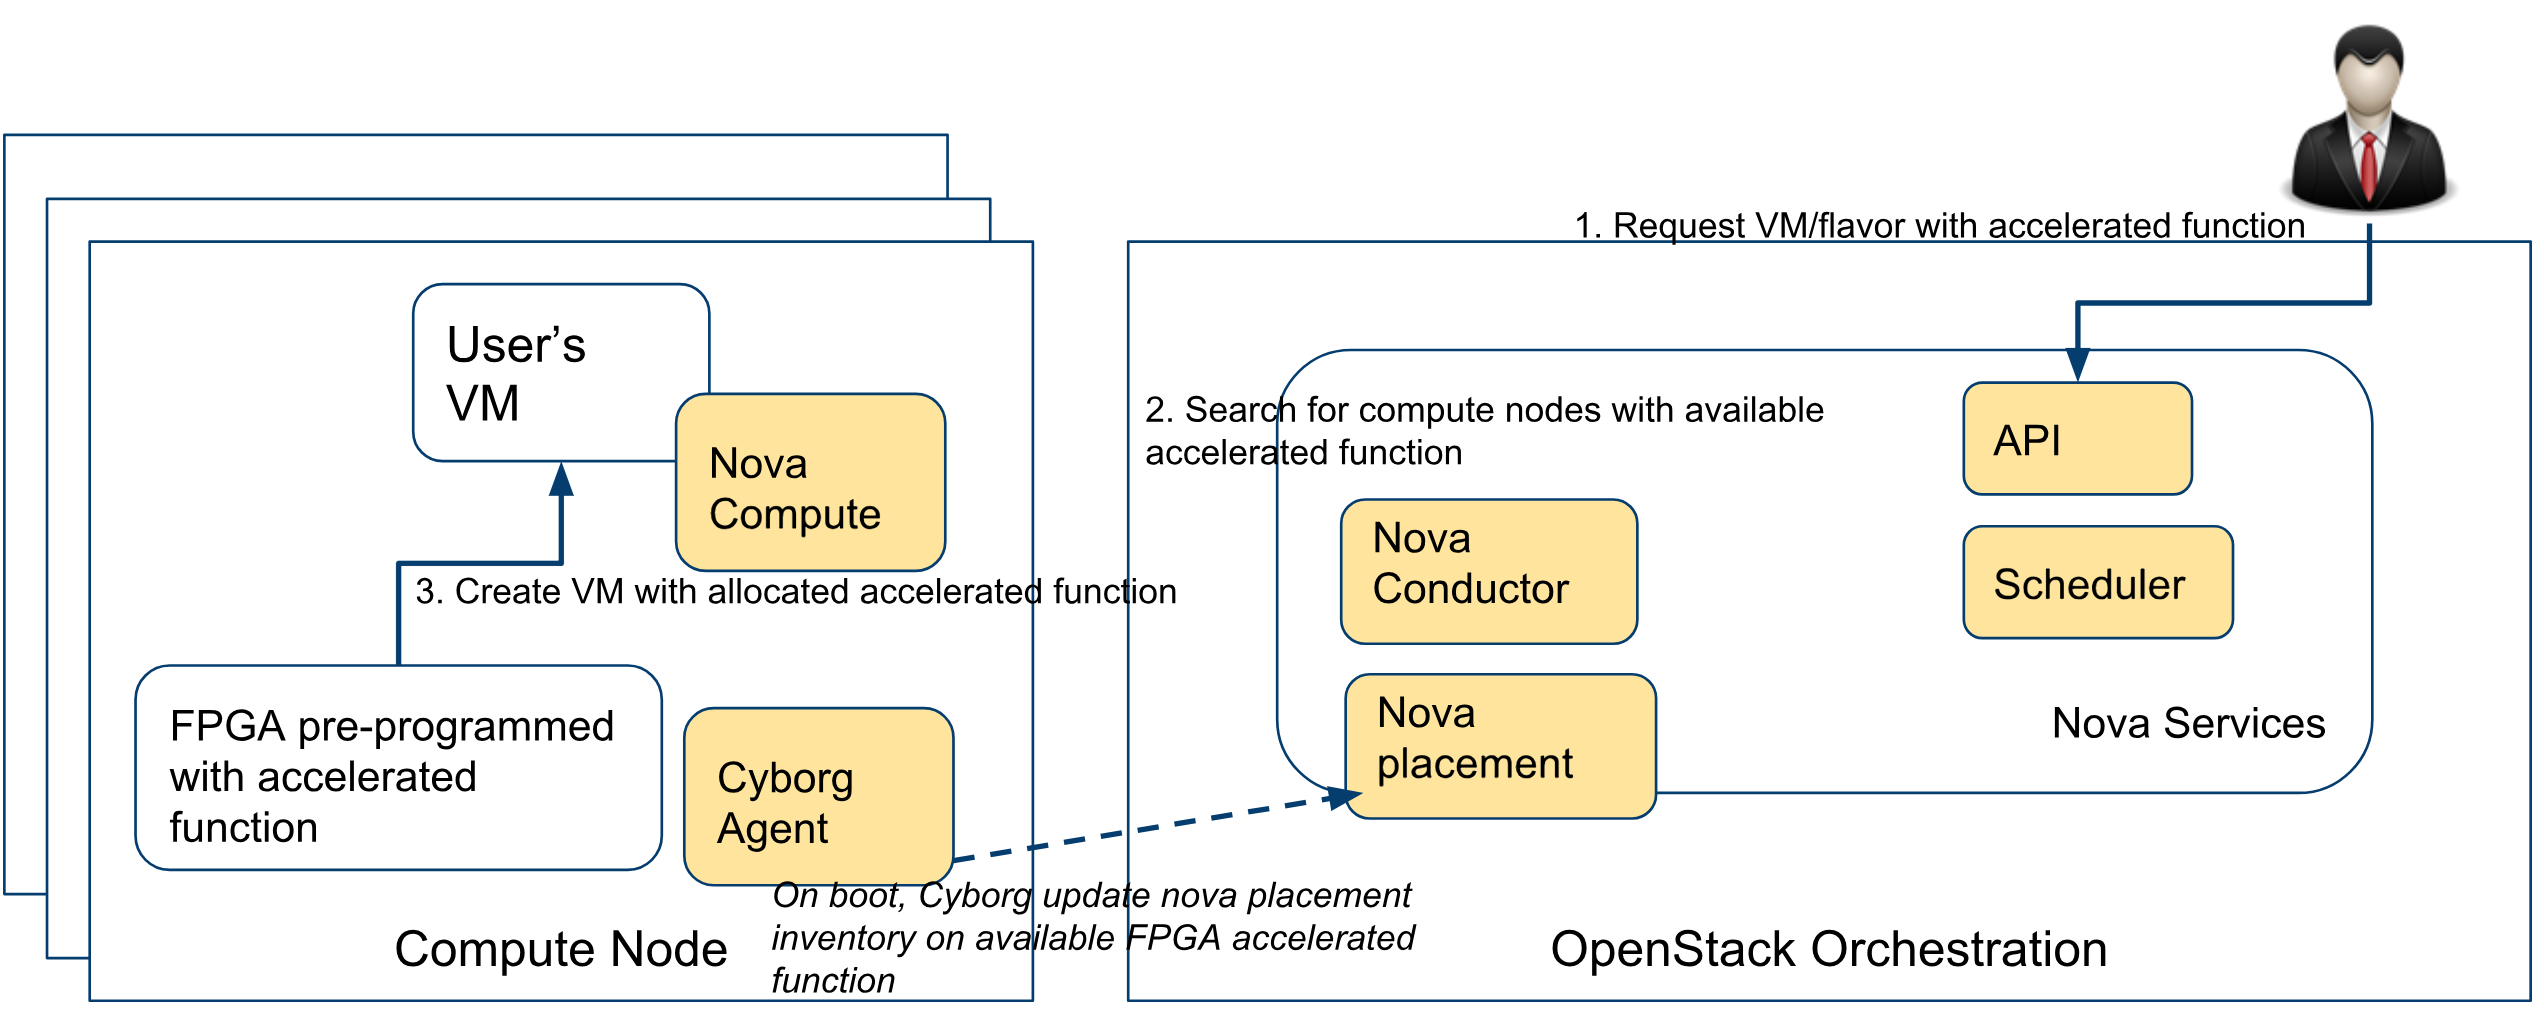 1. Request VM/flavor with accelerated function
User’s
VM
Nova
Compute
2. Search for compute nodes with available
accelerated function
API
Nova
Conductor
Scheduler
3. Create VM with allocated accelerated function
FPGA pre-programmed
with accelerated
function
Cyborg
Agent
Nova
placement
Nova Services
On boot, Cyborg update nova placement
inventory on available FPGA accelerated
function
Compute Node
OpenStack Orchestration